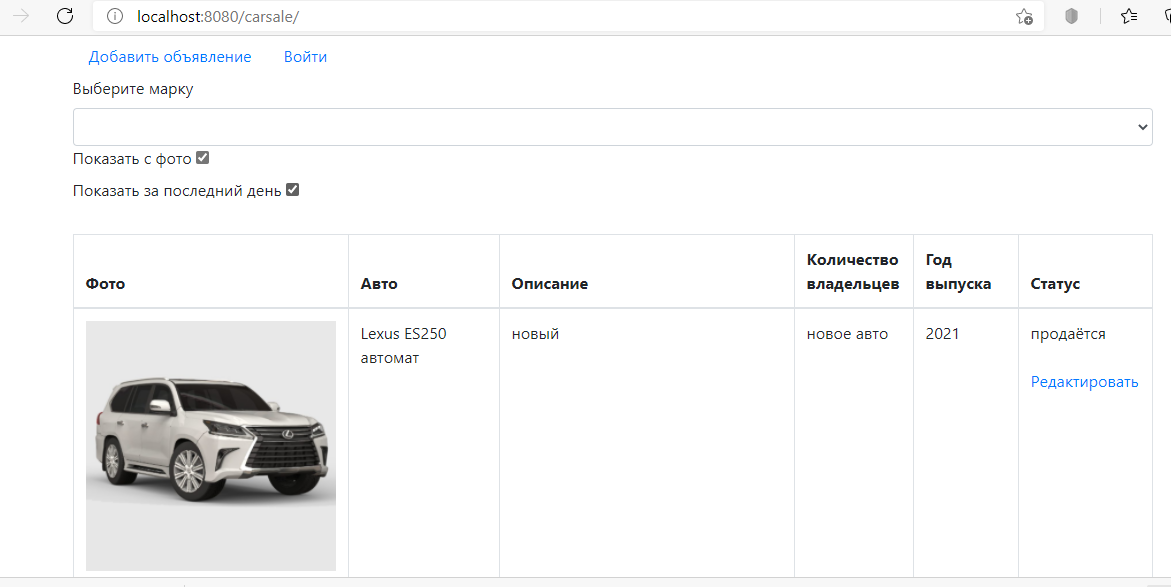 localhost:8080/carsale/
Добавить объявление Войти
Выберите марку
Показать с фото
Показать за последний день
Фото Авто Описание Количество владельцев Год выпуска Статус
Lexus ES250 автомат новый новое авто 2021 продаётся
Редактировать